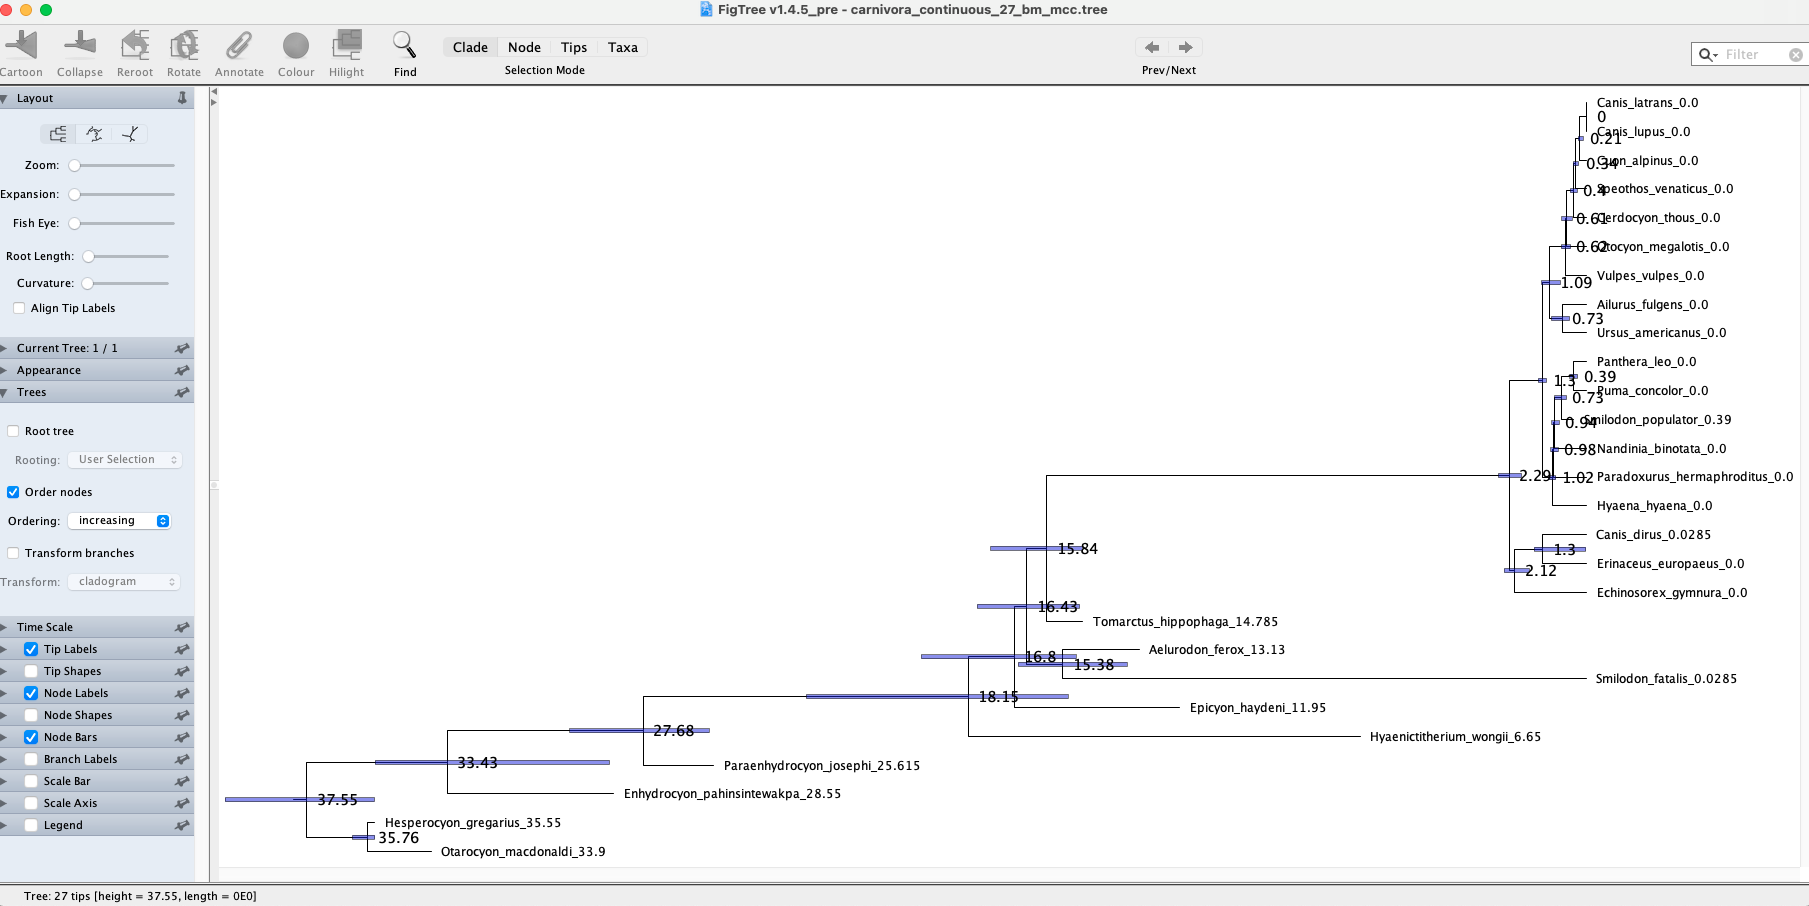 FigTree v1.4.5_pre - carnivora_continuous_27_bm_mcc.tree
Cartoon Collapse Reroot Rotate Annotate Colour Hilight Find
Clade Node Tips Taxa
Selection Mode
Prev/Next
Filter
Layout
Zoom:
Expansion:
Fish Eye:
Root Length:
Curvature:
Align Tip Labels
Current Tree: 1 / 1
Appearance
Trees
Root tree
Rooting: User Selection
Order nodes
Ordering: increasing
Transform branches
Transform: cladogram
Time Scale
Tip Labels
Tip Shapes
Node Labels
Node Shapes
Node Bars
Branch Labels
Scale Bar
Scale Axis
Legend
Canis_latrans_0.0
0
Canis_lupus_0.0
0.21
Cuon_alpinus_0.0
0.34
Speothos_venaticus_0.0
0.4
Cerdocyon_thous_0.0
0.61
Otocyon_megalotis_0.0
0.62
Vulpes_vulpes_0.0
1.09
Ailurus_fulgens_0.0
0.73
Ursus_americanus_0.0
Panthera_leo_0.0
0.39
1.3
Puma_concolor_0.0
0.73
Smilodon_populator_0.39
0.94
Nandinia_binotata_0.0
0.98
Paradoxurus_hermaphroditus_0.0
1.02
2.29
Hyaena_hyaena_0.0
Canis_dirus_0.0285
1.3
Erinaceus_europaeus_0.0
2.12
Echinosorex_gymnura_0.0
15.84
16.43
Tomarctus_hippophaga_14.785
Aelurodon_ferox_13.13
16.8
15.38
Smilodon_fatalis_0.0285
18.15
Epicyon_haydeni_11.95
27.68
Hyaenictitherium_wongii_6.65
33.43
Paraenhydrocyon_josephi_25.615
Enhydrocyon_pahinsintewakpa_28.55
37.55
Hesperocyon_gregarius_35.55
35.76
Otarocyon_macdonaldi_33.9
Tree: 27 tips [height = 37.55, length = 0E0]